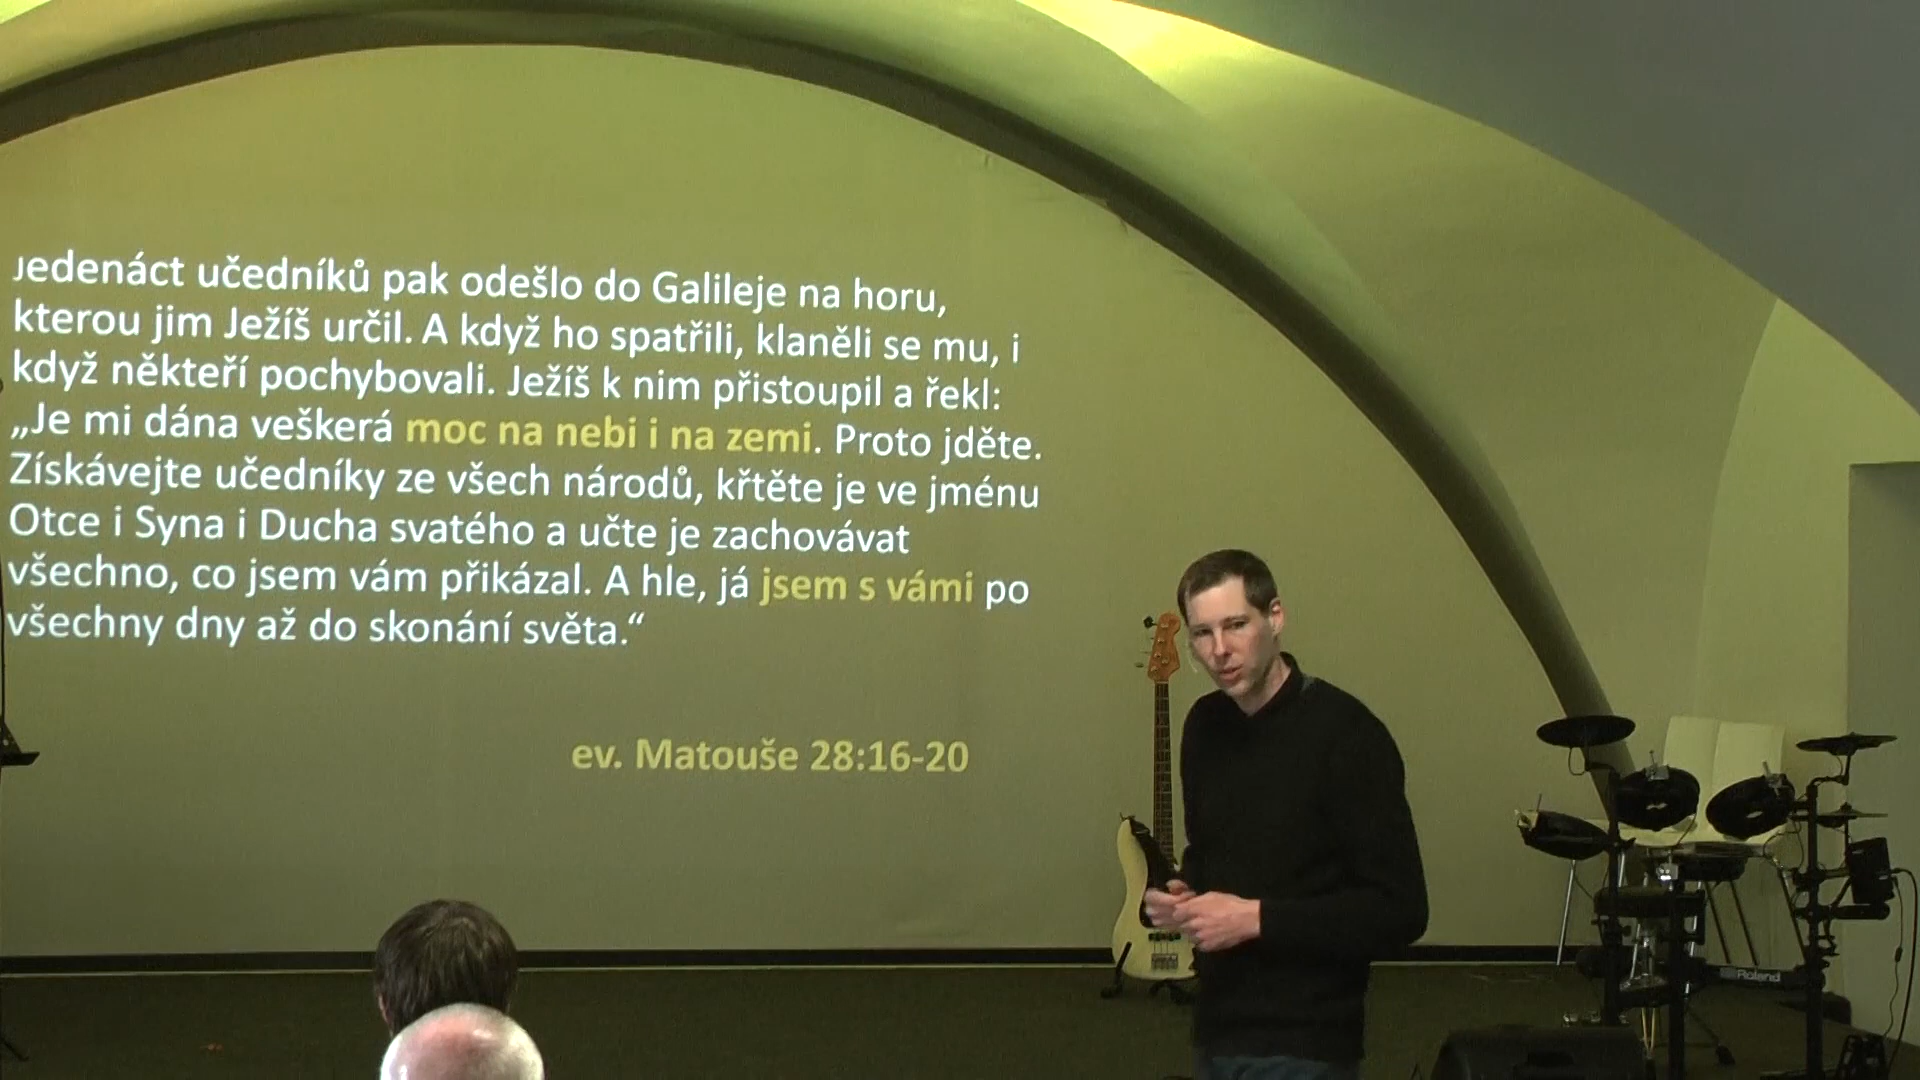 Jedenáct učedníků pak odešlo do Galileje na horu,
kterou jim Ježíš určil. A když ho spatřili, klaněli se mu, i
když někteří pochybovali. Ježíš k nim přistoupil a řekl:
„Je mi dána veškerá moc na nebi i na zemi. Proto jděte.
Získávejte učedníky ze všech národů, křtěte je ve jménu
Otce i Syna i Ducha svatého a učte je zachovávat
všechno, co jsem vám přikázal. A hle, já jsem s vámi po
všechny dny až do skonání světa.“
ev. Matouše 28:16-20
Roland